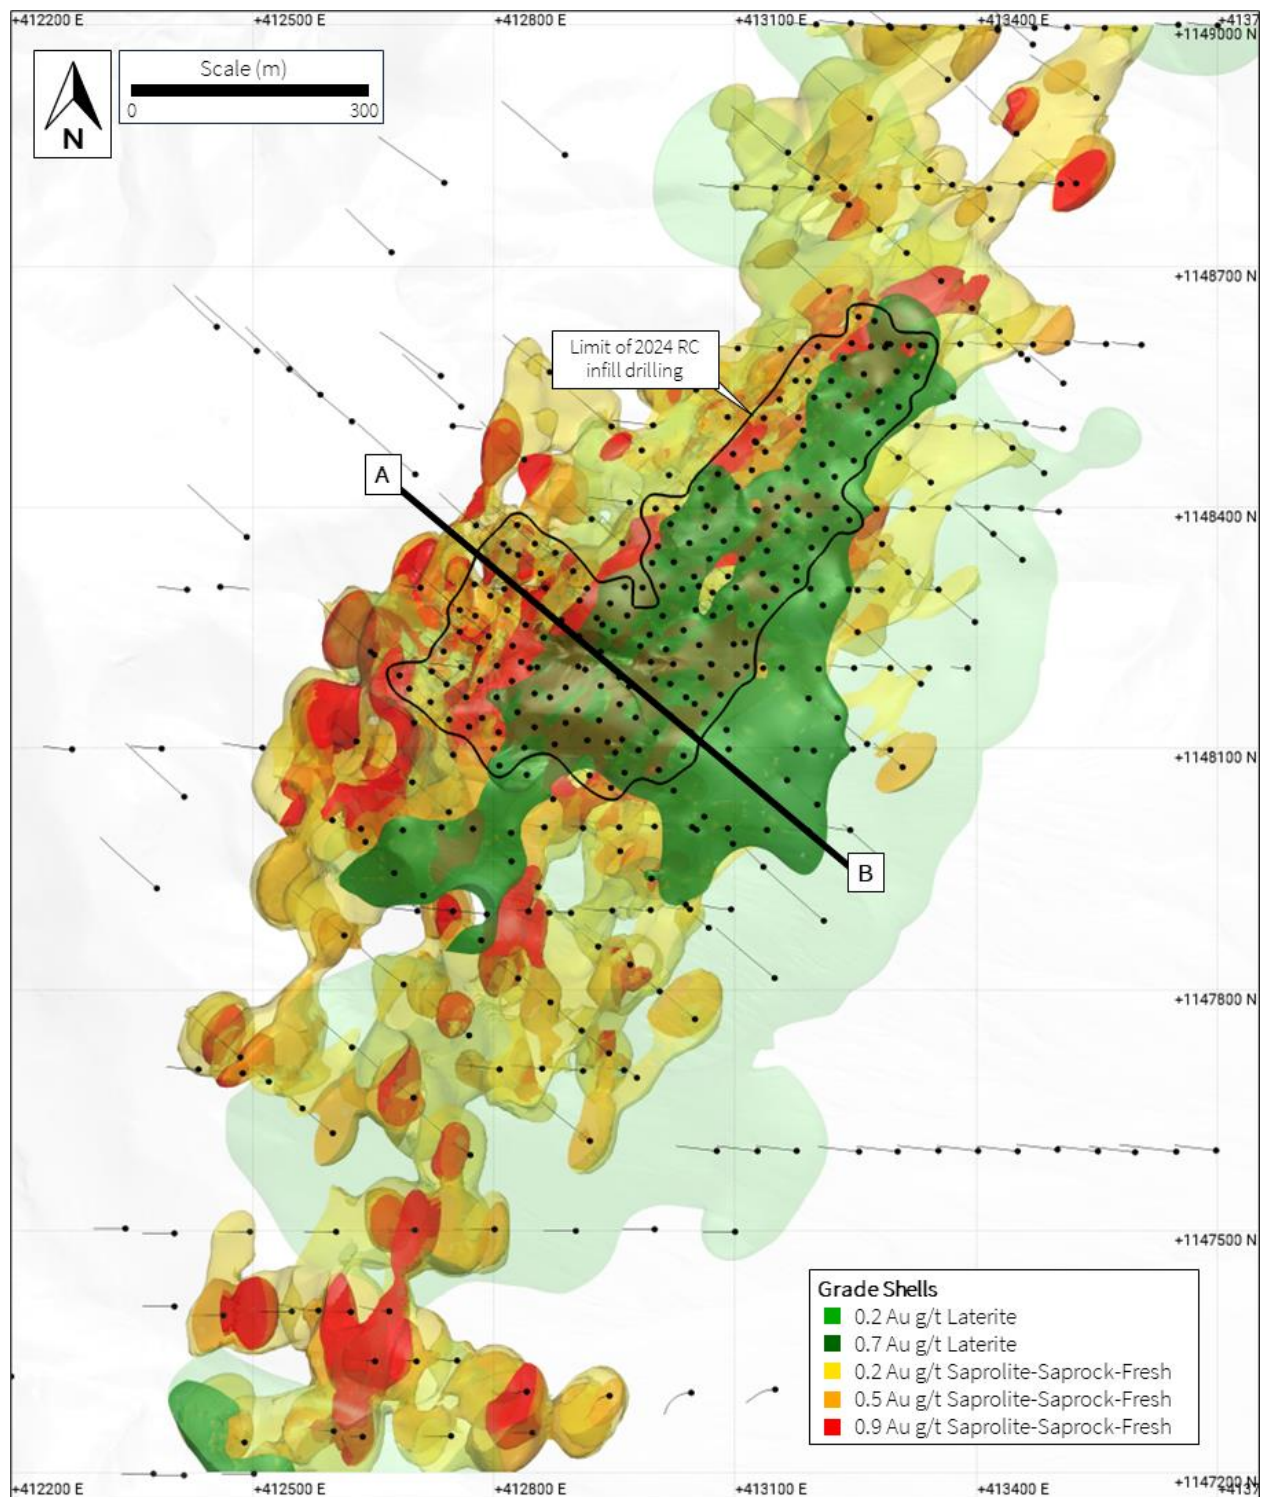 +412200 E
+412500 E
+412800 E
+413100 E
+413400 E
+4137
+1149000 N
Scale (m)
0
300
N
+1148700 N
Limit of 2024 RC
infill drilling
A
+1148400 N
+1148100 N
B
+1147800 N
+1147500 N
Grade Shells
0.2 Au g/t Laterite
0.7 Au g/t Laterite
0.2 Au g/t Saprolite-Saprock-Fresh
0.5 Au g/t Saprolite-Saprock-Fresh
0.9 Au g/t Saprolite-Saprock-Fresh
+1147200 N
+412200 E
+412500 E
+412800 E
+413100 E
+413400 E
+4137